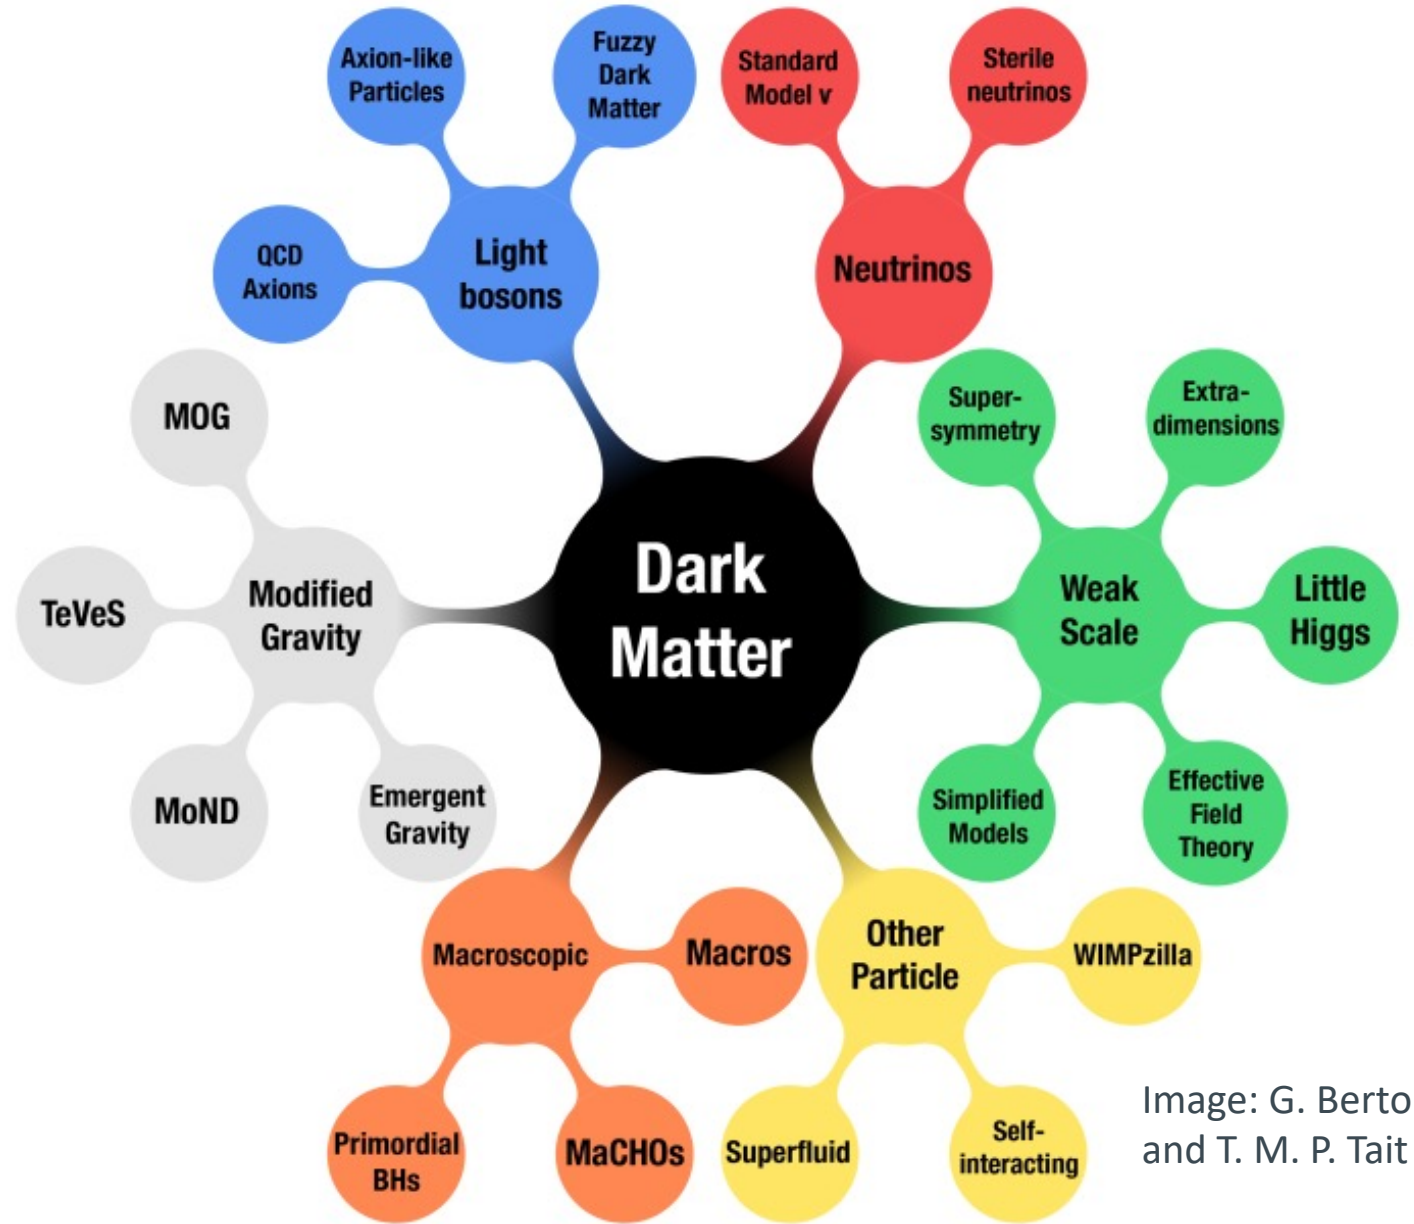 Axion-like
Particles
Fuzzy
Dark
Matter
Standard
Model ν
Sterile
neutrinos
QCD
Axions
Light
bosons
Neutrinos
MOG
Super-
symmetry
Extra-
dimensions
TeVeS
Modified
Gravity
Dark
Matter
Weak
Scale
Little
Higgs
MoND
Emergent
Gravity
Simplified
Models
Effective
Field
Theory
Macroscopic
Macros
Other
Particle
WIMPzilla
Primordial
BHs
MaCHOs
Superfluid
Self-
interacting
Image: G. Berto
and T. M. P. Tait